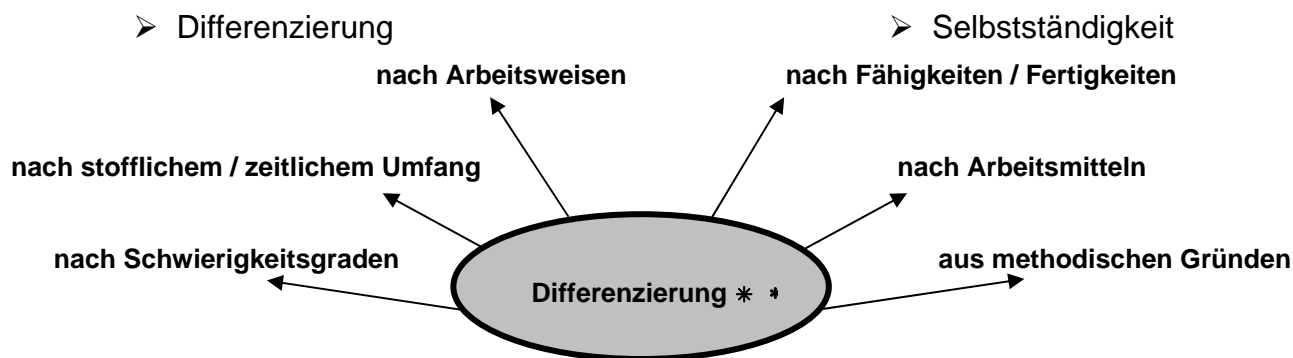 ➢ Differenzierung
➢ Selbstständigkeit
nach Arbeitsweisen
nach Fähigkeiten / Fertigkeiten
nach stofflichem / zeitlichem Umfang
nach Arbeitsmitteln
nach Schwierigkeitsgraden
aus methodischen Gründen
Differenzierung * *